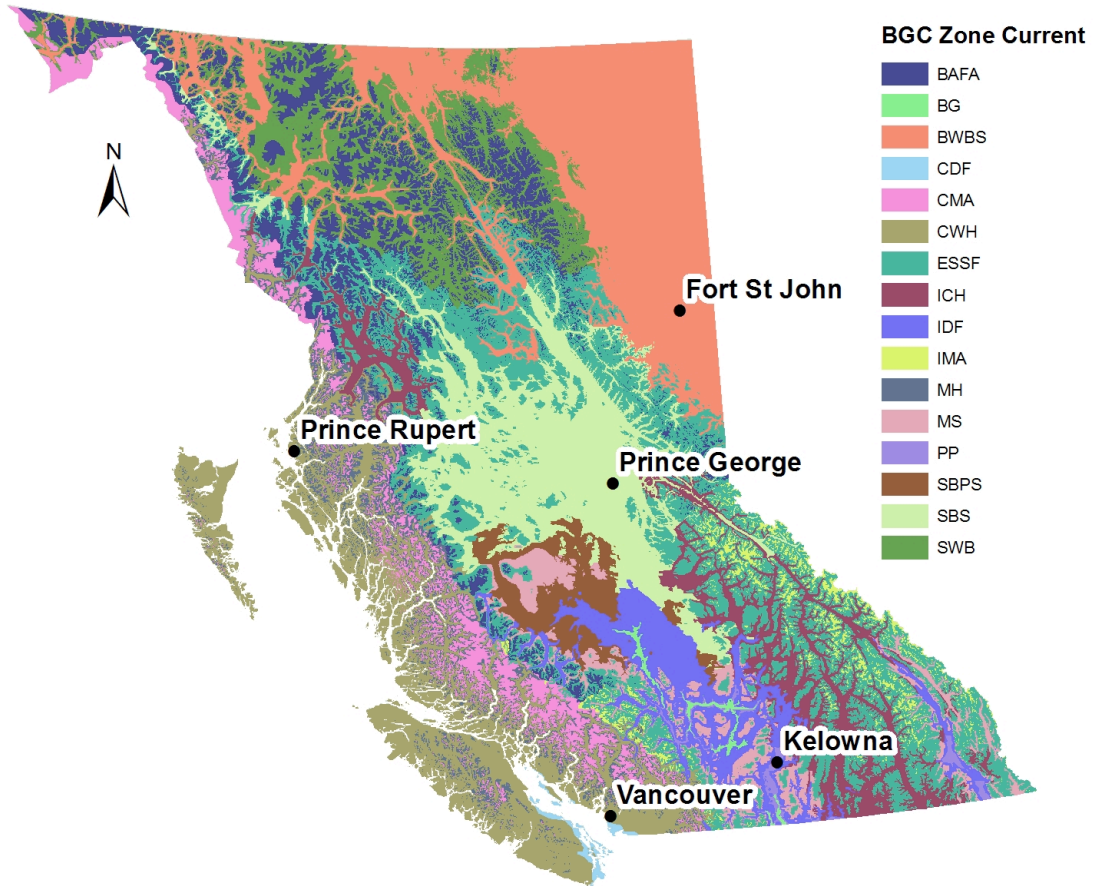 BGC Zone Current
BAFA
BG
BWBS
CDF
CMA
CWH
ESSF
ICH
IDF
IMA
MH
MS
PP
SBPS
SBS
SWB
N
Fort St John
Prince Rupert
Prince George
Kelowna
Vancouver